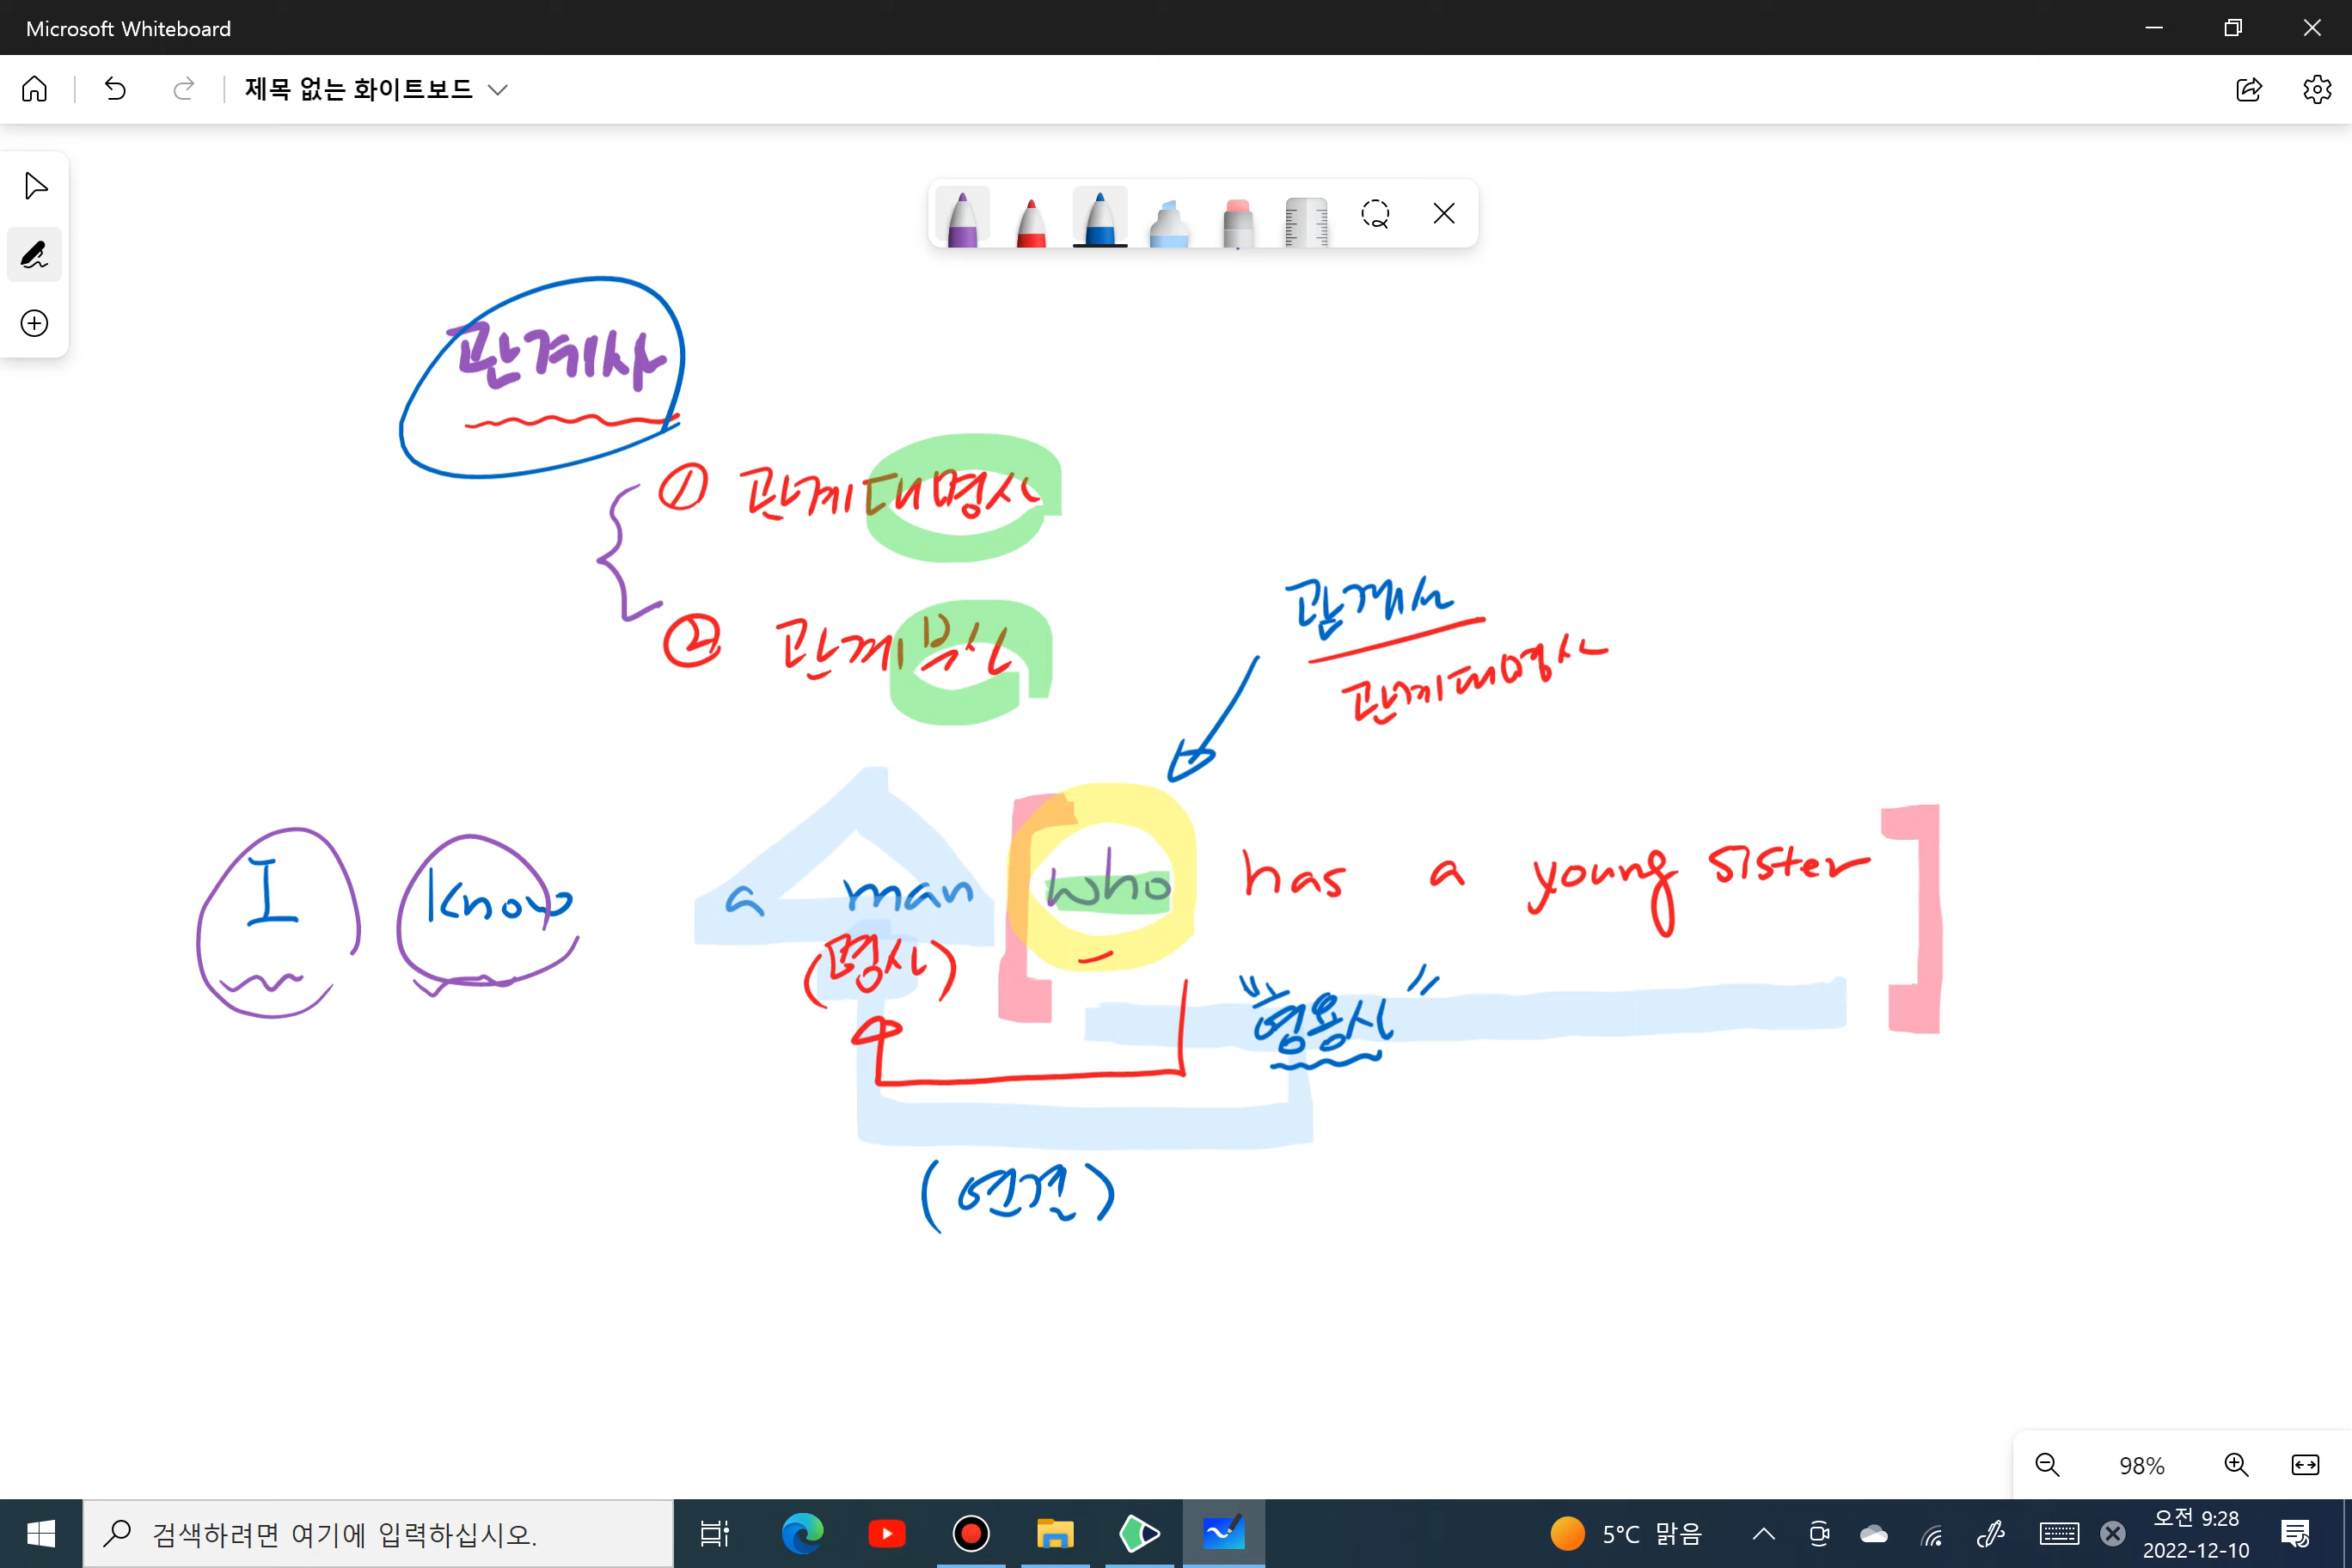 Microsoft Whiteboard
제목 없는 화이트보드
관계사
① 관계대명사
② 관계부사
관계사
관계대명사
I know a man who has a young sister
(명사)
"형용사"
(연결)
98%
검색하려면 여기에 입력하십시오.
5°C 맑음
오전 9:28
2022-12-10